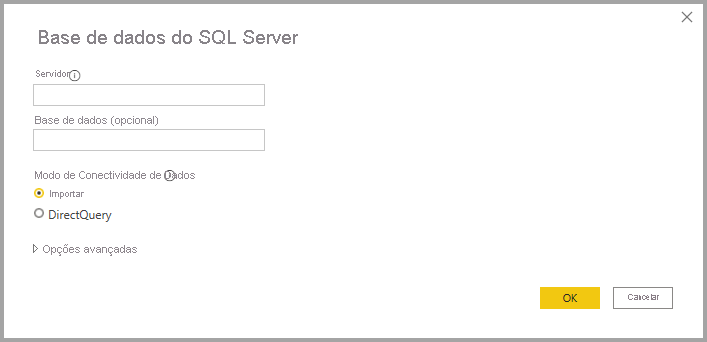 Base de dados do SQL Server
Servidor
Base de dados (opcional)
Modo de Conectividade de Dados
Importar
DirectQuery
Opções avançadas
OK
Cancelar